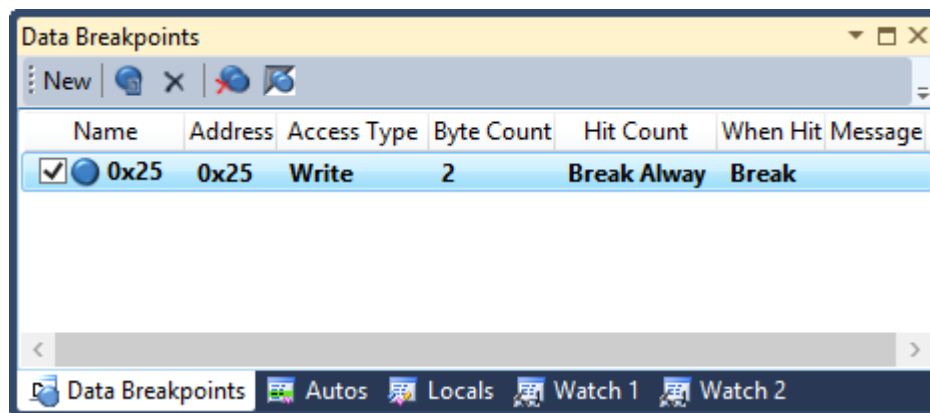 Data Breakpoints
New
Name Address Access Type Byte Count Hit Count When Hit Message
0x25 0x25 Write 2 Break Alway Break
Data Breakpoints Autos Locals Watch 1 Watch 2